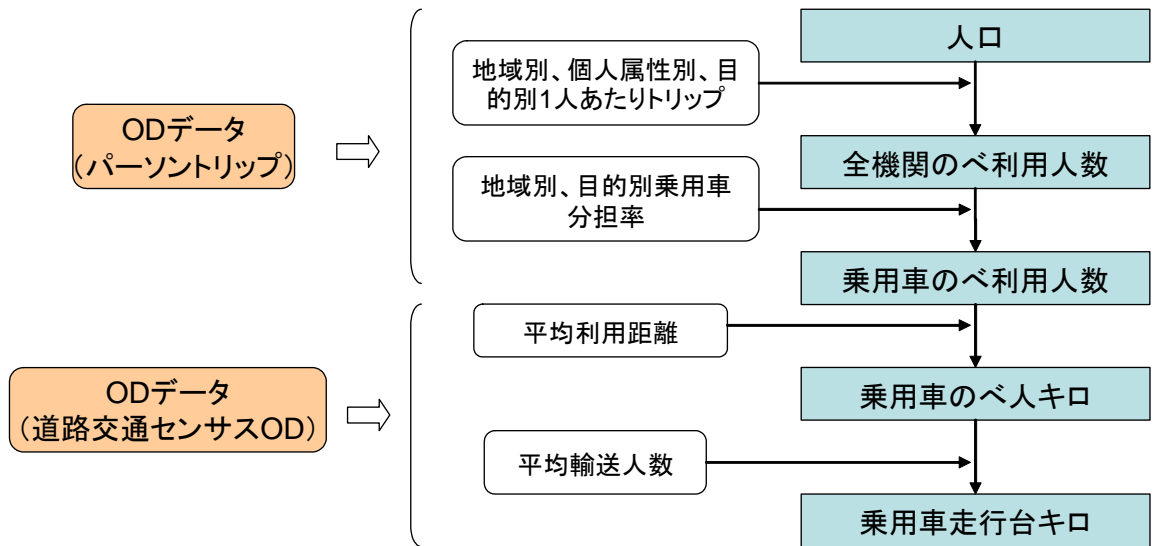 人口
地域別、個人属性別、目
的別1人あたりトリップ
ODデータ
(パーソントリップ)
全機関のべ利用人数
地域別、目的別乗用車
分担率
乗用車のべ利用人数
平均利用距離
ODデータ
(道路交通センサスOD)
乗用車のべ人キロ
平均輸送人数
乗用車走行台キロ